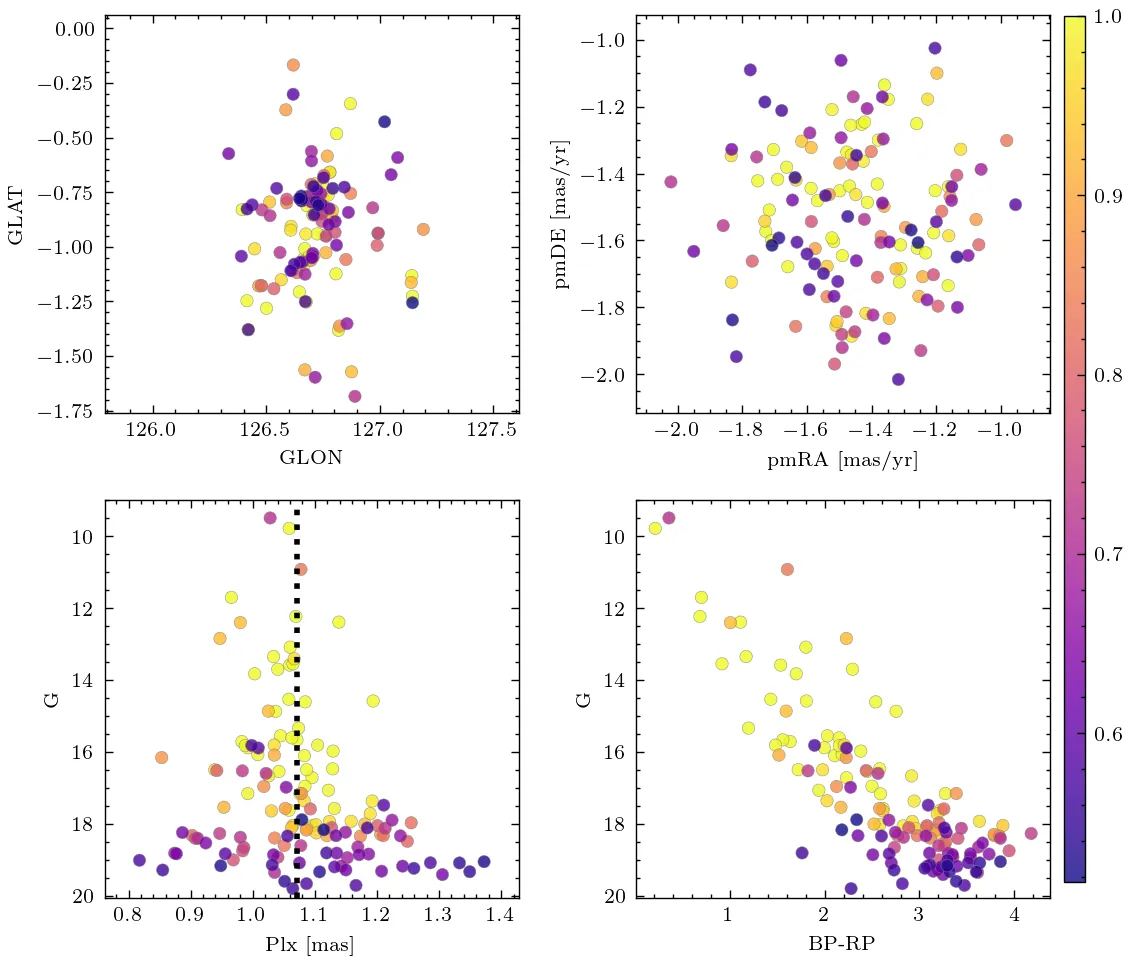 0.00
−0.25
−0.50
−0.75
−1.00
−1.25
−1.50
−1.75
GLAT
126.0 126.5 127.0 127.5
GLON
−1.0
−1.2
−1.4
−1.6
−1.8
−2.0
pmDE [mas/yr]
−2.0 −1.8 −1.6 −1.4 −1.2 −1.0
pmRA [mas/yr]
1.0
0.9
0.8
0.7
0.6
10
12
14
16
18
20
G
0.8 0.9 1.0 1.1 1.2 1.3 1.4
Plx [mas]
10
12
14
16
18
20
G
1 2 3 4
BP-RP